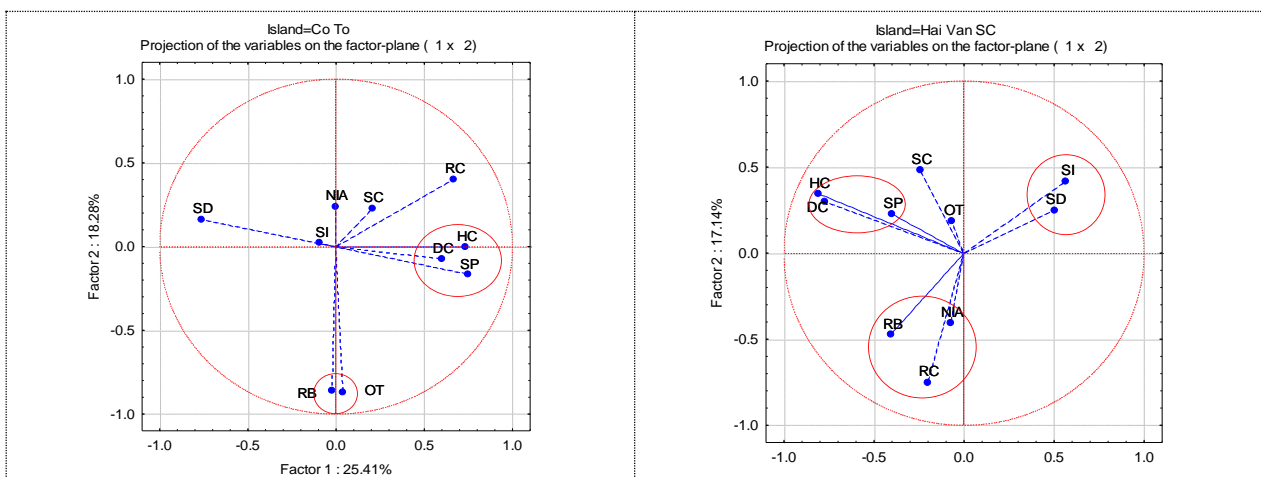 Island=Co To
Projection of the variables on the factor-plane ( 1 x 2)
1.0
0.5
0.0
-0.5
-1.0
Factor 2 : 18.28%
RC
NIA
SC
SD
SI
HC
DC
SP
RB
OT
-1.0 -0.5 0.0 0.5 1.0
Factor 1 : 25.41%
Island=Hai Van SC
Projection of the variables on the factor-plane ( 1 x 2)
1.0
0.5
0.0
-0.5
-1.0
Factor 2 : 17.14%
SC
SI
HC
DC
SP
SD
OT
NIA
RB
RC
-1.0 -0.5 0.0 0.5 1.0